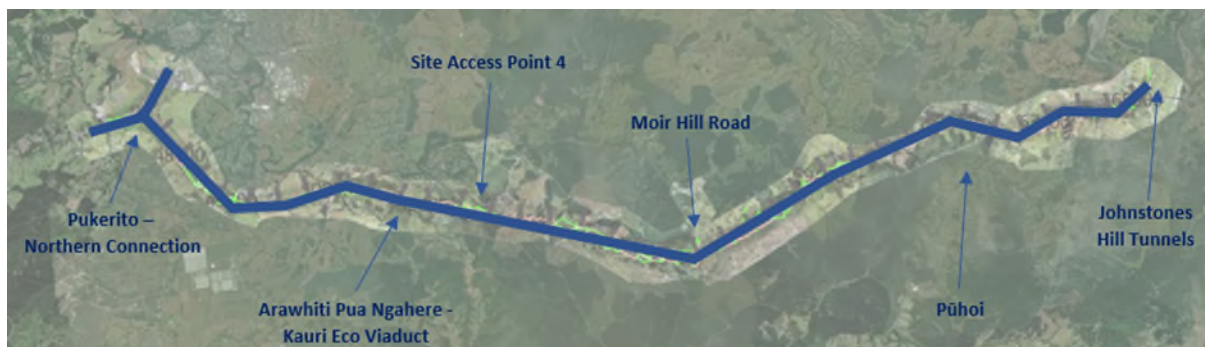 Site Access Point 4
Moir Hill Road
Pukerito –
Northern Connection
Arawhiti Pua Ngahere -
Kauri Eco Viaduct
Pūhoi
Johnstones
Hill Tunnels